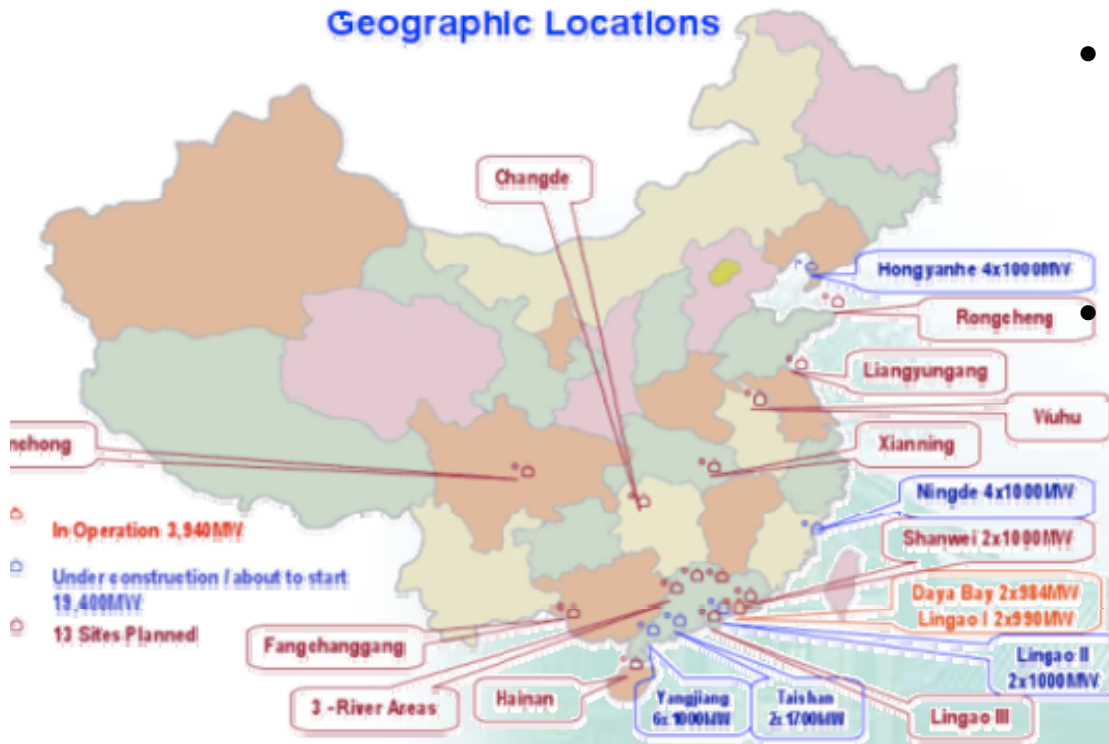 Geographic Locations
Changde
Hongyanhe 4x1000MW
Rongcheng
Liangyungang
Wuhu
nchong
Xianning
Ningde 4x1000MW
In Operation 3,940MW
Shanwei 2x1000MW
Under construction / about to start
19,400MW
Daya Bay 2x984MW
Lingao I 2x990MW
13 Sites Planned
Fangchanggang
Lingao II
2x1000MW
3 -River Areas
Hainan
Yangjiang
6x1000MW
Taishan
2x1700MW
Lingao III